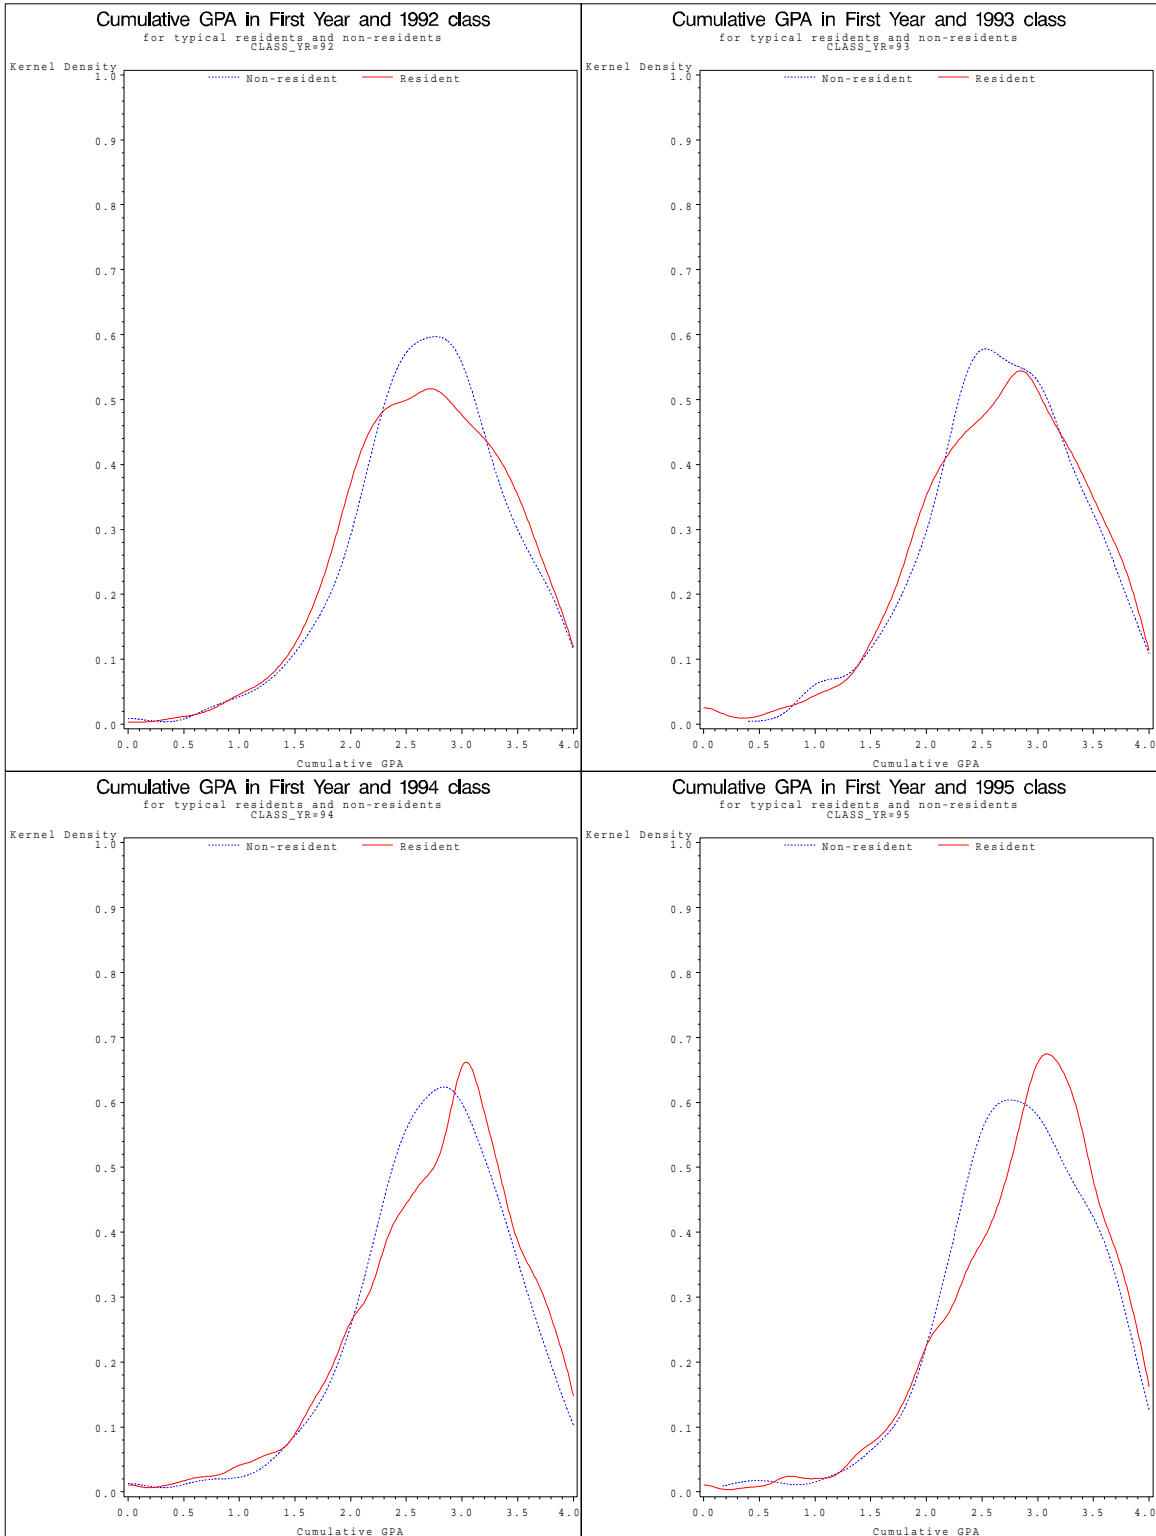 Cumulative GPA in First Year and 1992 class
for typical residents and non-residents
CLASS_YR=92
Kernel Density
Non-resident Resident
1.0
0.9
0.8
0.7
0.6
0.5
0.4
0.3
0.2
0.1
0.0
0.0 0.5 1.0 1.5 2.0 2.5 3.0 3.5 4.0
Cumulative GPA
Cumulative GPA in First Year and 1993 class
for typical residents and non-residents
CLASS_YR=93
Kernel Density
Non-resident Resident
1.0
0.9
0.8
0.7
0.6
0.5
0.4
0.3
0.2
0.1
0.0
0.0 0.5 1.0 1.5 2.0 2.5 3.0 3.5 4.0
Cumulative GPA
Cumulative GPA in First Year and 1994 class
for typical residents and non-residents
CLASS_YR=94
Kernel Density
Non-resident Resident
1.0
0.9
0.8
0.7
0.6
0.5
0.4
0.3
0.2
0.1
0.0
0.0 0.5 1.0 1.5 2.0 2.5 3.0 3.5 4.0
Cumulative GPA
Cumulative GPA in First Year and 1995 class
for typical residents and non-residents
CLASS_YR=95
Kernel Density
Non-resident Resident
1.0
0.9
0.8
0.7
0.6
0.5
0.4
0.3
0.2
0.1
0.0
0.0 0.5 1.0 1.5 2.0 2.5 3.0 3.5 4.0
Cumulative GPA